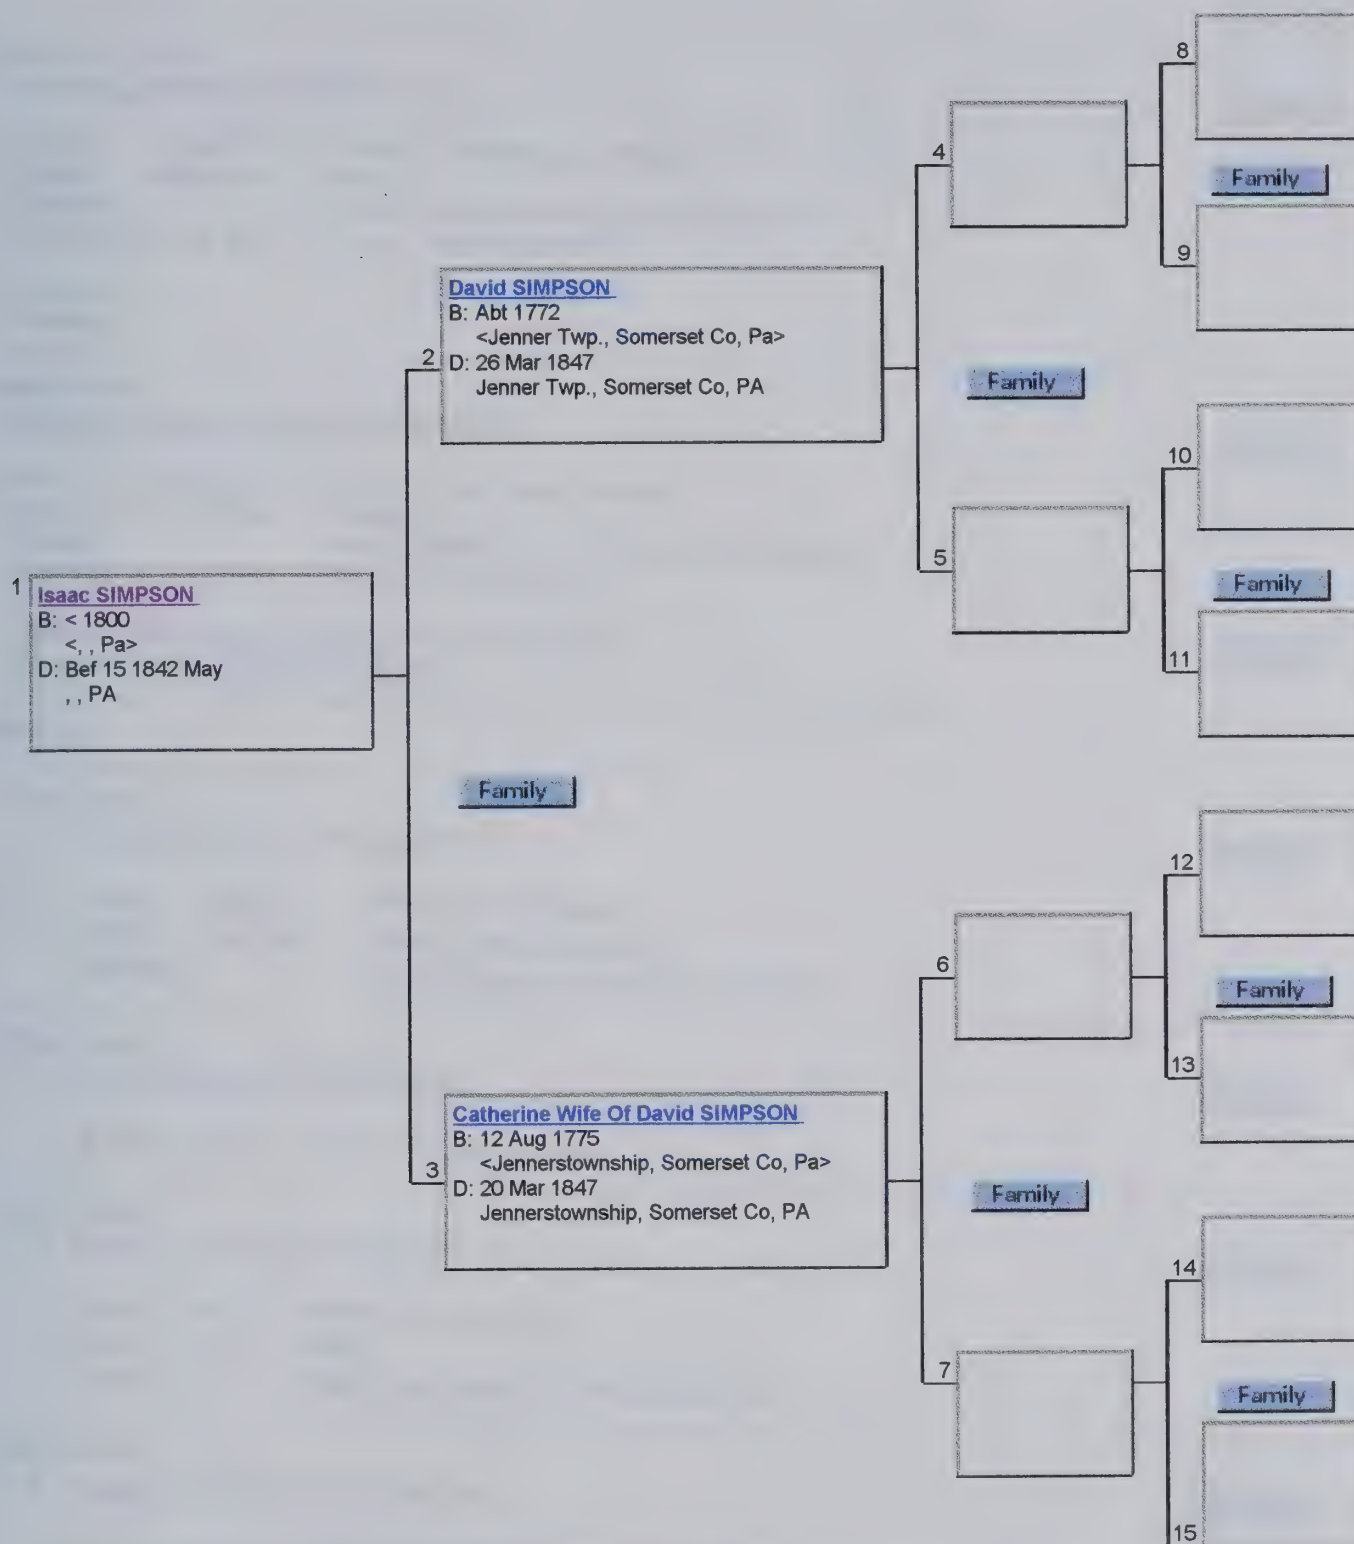 8
4
Family
9
David SIMPSON
B: Abt 1772
<Jenner Twp., Somerset Co, Pa>
2
D: 26 Mar 1847
Jenner Twp., Somerset Co, PA
Family
10
5
Family
1
Isaac SIMPSON
B: < 1800
<, , Pa>
D: Bef 15 1842 May
, , PA
11
Family
12
6
Family
13
Catherine Wife Of David SIMPSON
B: 12 Aug 1775
<Jennerstownship, Somerset Co, Pa>
3
D: 20 Mar 1847
Jennerstownship, Somerset Co, PA
Family
14
7
Family
15